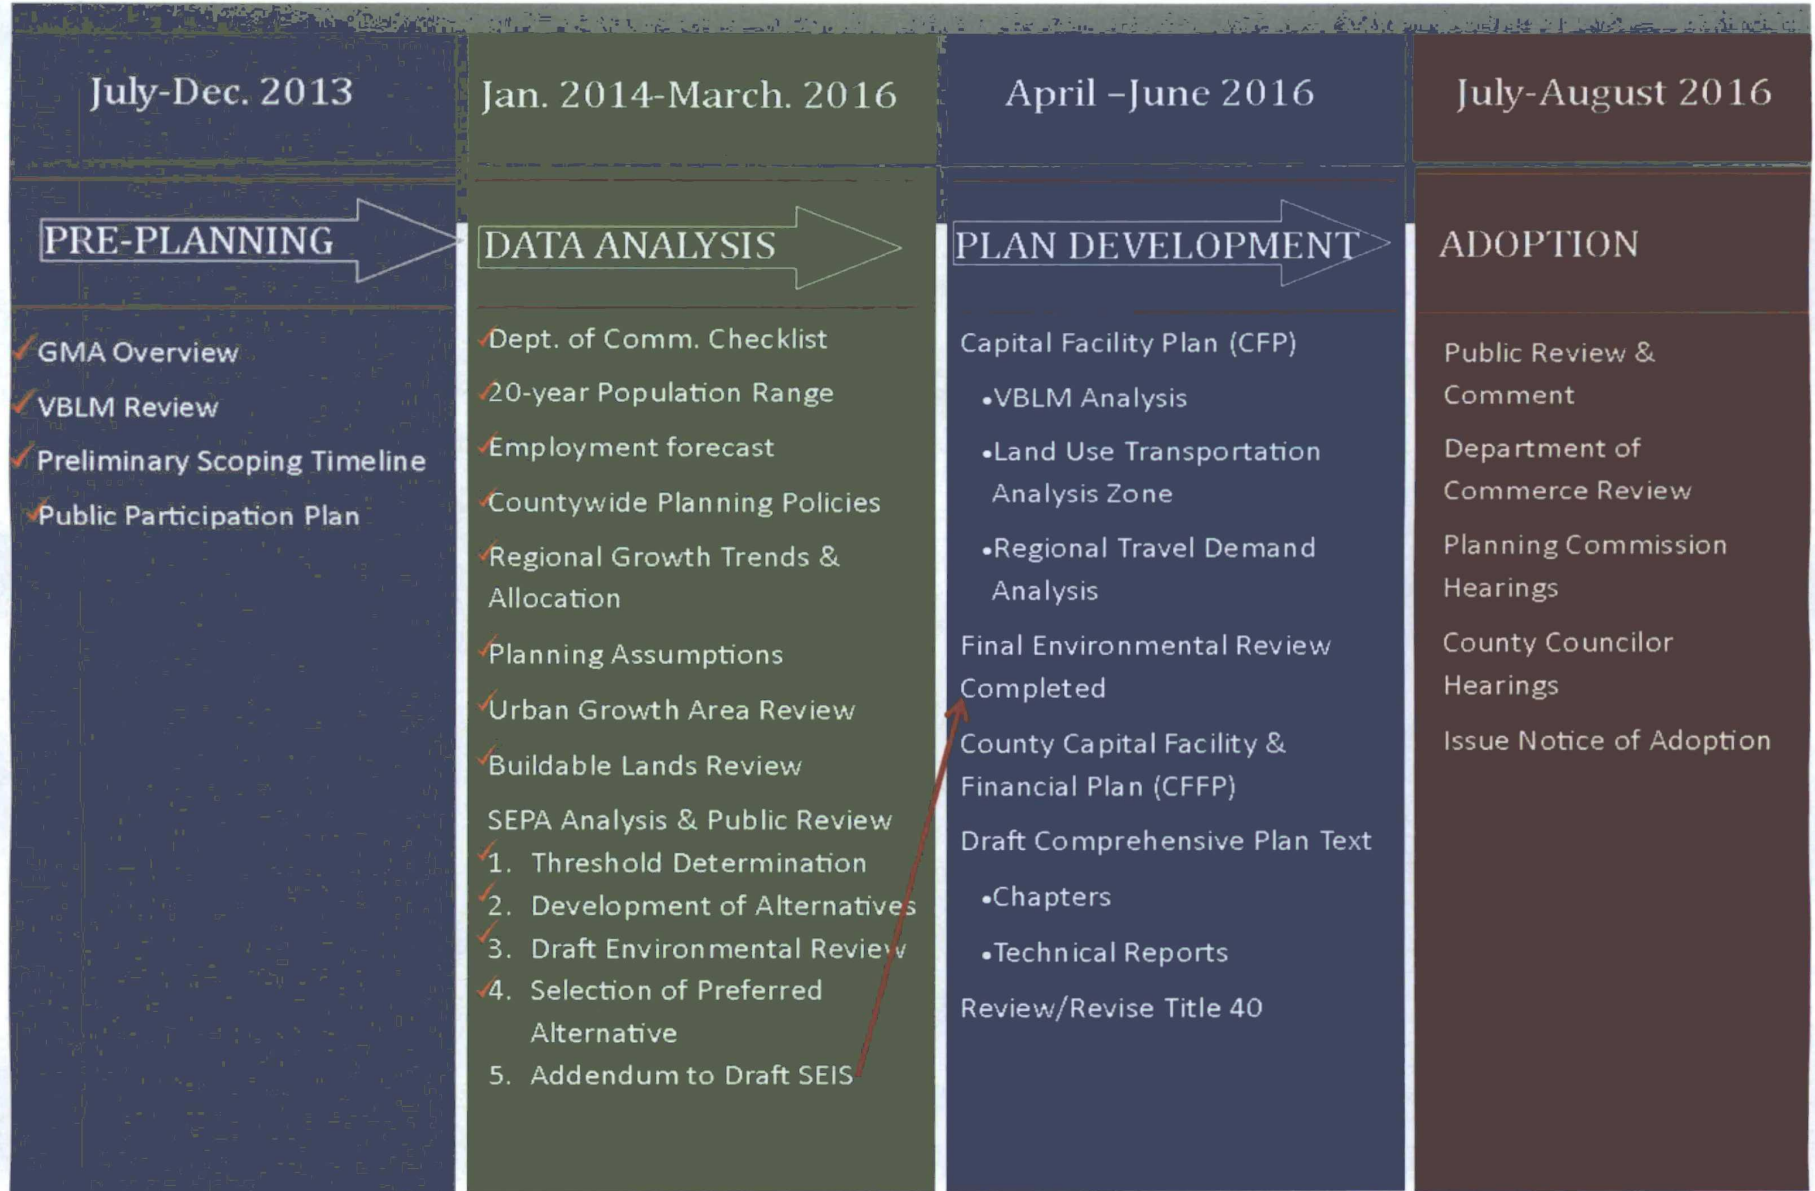 July-Dec. 2013
PRE-PLANNING
GMA Overview
VBLM Review
Preliminary Scoping Timeline
Public Participation Plan
Jan. 2014-March. 2016
DATA ANALYSIS
Dept. of Comm. Checklist
20-year Population Range
Employment forecast
Countywide Planning Policies
Regional Growth Trends &
Allocation
Planning Assumptions
Urban Growth Area Review
Buildable Lands Review
SEPA Analysis & Public Review
1. Threshold Determination
2. Development of Alternatives
3. Draft Environmental Review
4. Selection of Preferred
Alternative
5. Addendum to Draft SEIS
April –June 2016
PLAN DEVELOPMENT
Capital Facility Plan (CFP)
•VBLM Analysis
•Land Use Transportation
Analysis Zone
•Regional Travel Demand
Analysis
Final Environmental Review
Completed
County Capital Facility &
Financial Plan (CFFP)
Draft Comprehensive Plan Text
•Chapters
•Technical Reports
Review/Revise Title 40
July-August 2016
ADOPTION
Public Review &
Comment
Department of
Commerce Review
Planning Commission
Hearings
County Councilor
Hearings
Issue Notice of Adoption